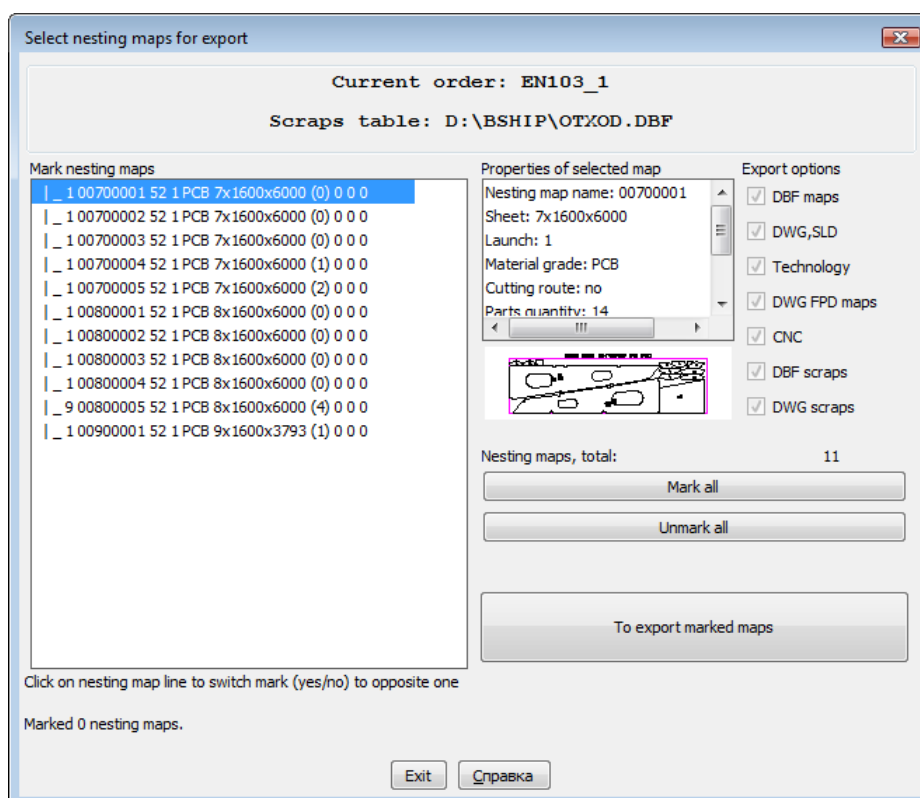 Select nesting maps for export
Current order: EN103_1
Scraps table: D:\BSHIP\OTXOD.DBF
Mark nesting maps
|_ 1 00700001 52 1 PCB 7x1600x6000 (0) 0 0 0
|_ 1 00700002 52 1 PCB 7x1600x6000 (0) 0 0 0
|_ 1 00700003 52 1 PCB 7x1600x6000 (0) 0 0 0
|_ 1 00700004 52 1 PCB 7x1600x6000 (1) 0 0 0
|_ 1 00700005 52 1 PCB 7x1600x6000 (2) 0 0 0
|_ 1 00800001 52 1 PCB 8x1600x6000 (0) 0 0 0
|_ 1 00800002 52 1 PCB 8x1600x6000 (0) 0 0 0
|_ 1 00800003 52 1 PCB 8x1600x6000 (0) 0 0 0
|_ 1 00800004 52 1 PCB 8x1600x6000 (0) 0 0 0
|_ 9 00800005 52 1 PCB 8x1600x6000 (4) 0 0 0
|_ 1 00900001 52 1 PCB 9x1600x3793 (1) 0 0 0
Click on nesting map line to switch mark (yes/no) to opposite one
Marked 0 nesting maps.
Properties of selected map
Nesting map name: 00700001
Sheet: 7x1600x6000
Launch: 1
Material grade: PCB
Cutting route: no
Parts quantity: 14
Export options
DBF maps
DWG,SLD
Technology
DWG FPD maps
CNC
DBF scraps
DWG scraps
Nesting maps, total: 11
Mark all
Unmark all
To export marked maps
Exit
Справка